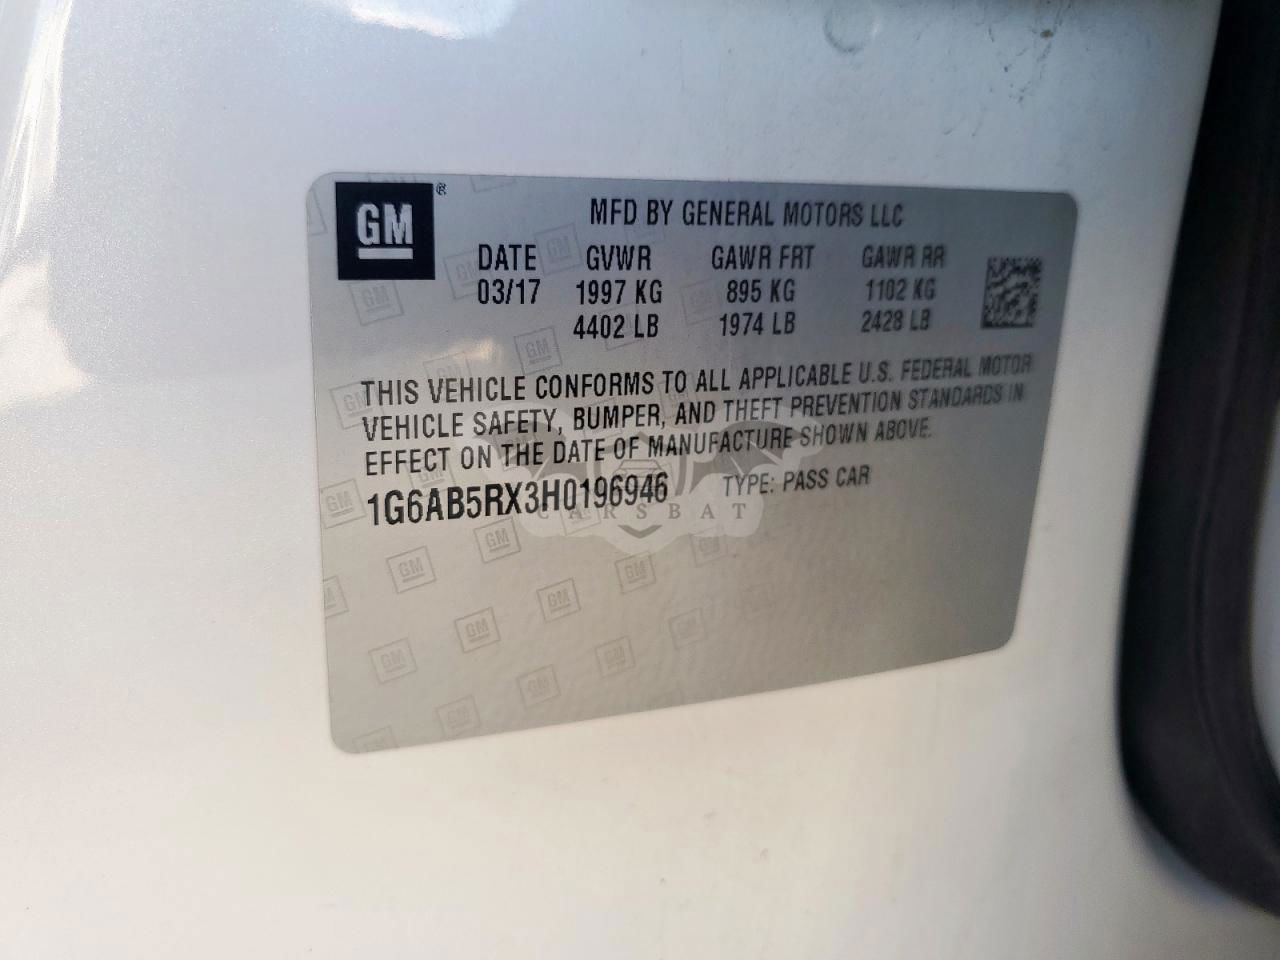 GM®
MFD BY GENERAL MOTORS LLC
DATE GVWR GAWR FRT GAWR RR
03/17 1997 KG 895 KG 1102 KG
4402 LB 1974 LB 2428 LB
THIS VEHICLE CONFORMS TO ALL APPLICABLE U.S. FEDERAL MOTOR
VEHICLE SAFETY, BUMPER, AND THEFT PREVENTION STANDARDS IN
EFFECT ON THE DATE OF MANUFACTURE SHOWN ABOVE.
1G6AB5RX3H0196946 TYPE: PASS CAR
CARSBAT